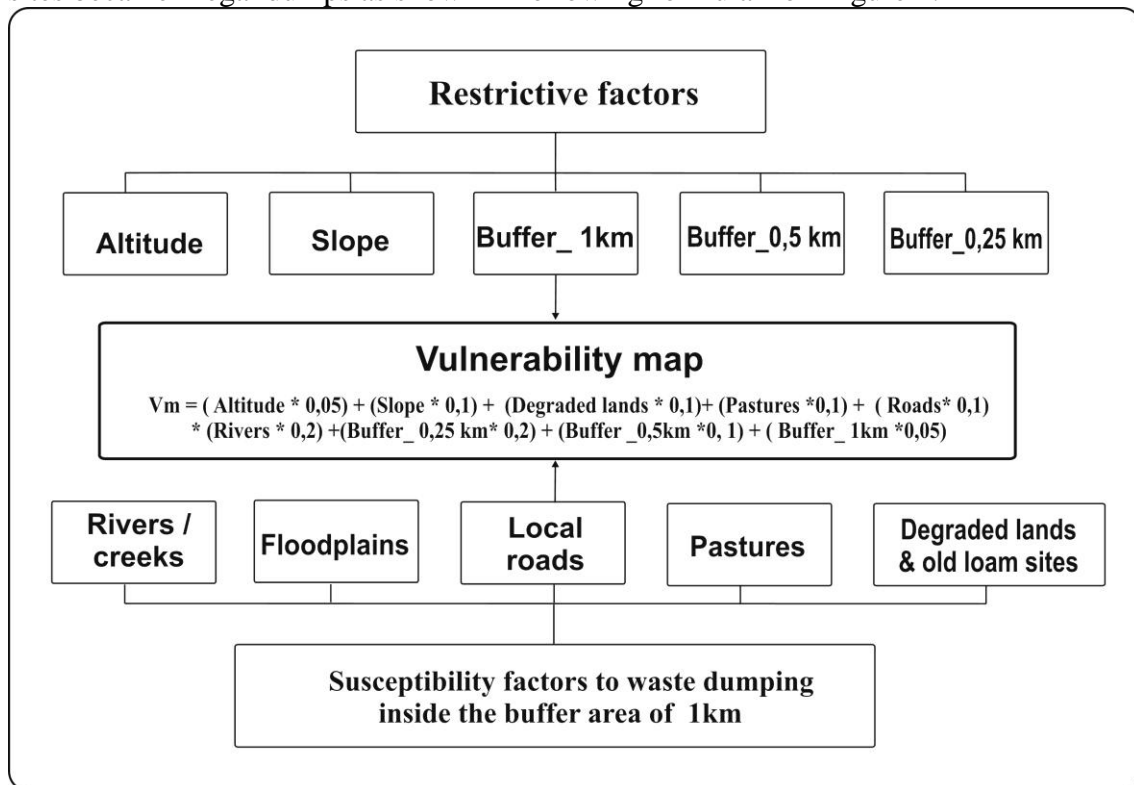 Restrictive factors
Altitude
Slope
Buffer_ 1km
Buffer_0,5 km
Buffer_0,25 km
Vulnerability map
Vm = ( Altitude * 0,05) + (Slope * 0,1) + (Degraded lands * 0,1)+ (Pastures *0,1) + ( Roads* 0,1)
* (Rivers * 0,2) +(Buffer_ 0,25 km* 0,2) + (Buffer _0,5km *0, 1) + ( Buffer_ 1km *0,05)
Rivers /
creeks
Floodplains
Local
roads
Pastures
Degraded lands
& old loam sites
Susceptibility factors to waste dumping
inside the buffer area of 1km